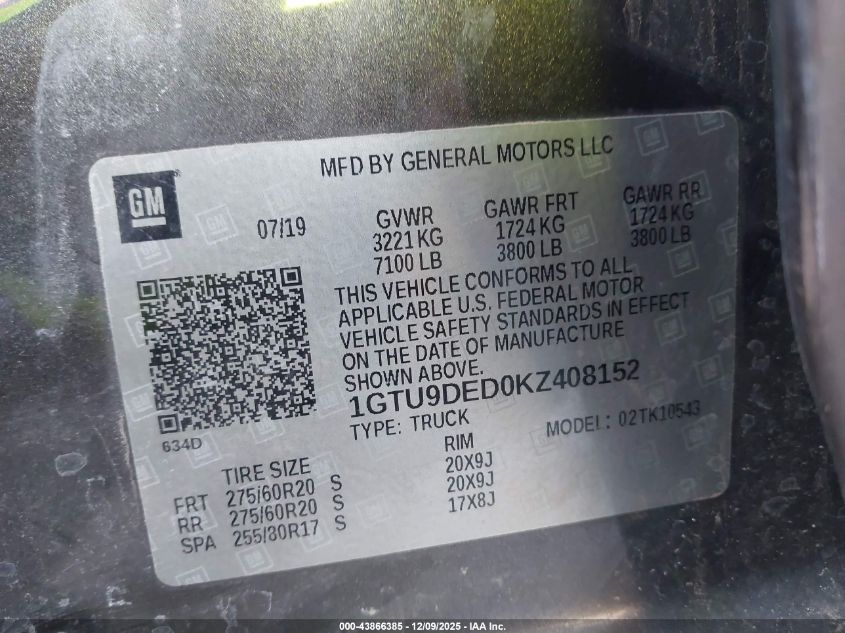 MFD BY GENERAL MOTORS LLC
GM
07/19
GVWR
3221 KG
7100 LB
GAWR FRT
1724 KG
3800 LB
GAWR RR
1724 KG
3800 LB
THIS VEHICLE CONFORMS TO ALL
APPLICABLE U.S. FEDERAL MOTOR
VEHICLE SAFETY STANDARDS IN EFFECT
ON THE DATE OF MANUFACTURE
SHOWN ABOVE.
1GTU9DED0KZ408152
TYPE: TRUCK
MODEL: 02TK10543
634D
TIRE SIZE
RIM
FRT 275/60R20 S 20X9J
RR 275/60R20 S 20X9J
SPA 255/80R17 S 17X8J
000-43866385 - 12/09/2025 - IAA Inc.